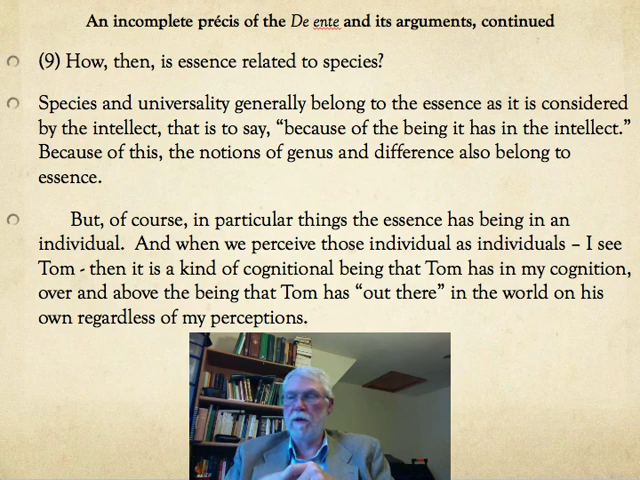 An incomplete précis of the De ente and its arguments, continued
(9) How, then, is essence related to species?
Species and universality generally belong to the essence as it is considered
by the intellect, that is to say, “because of the being it has in the intellect.”
Because of this, the notions of genus and difference also belong to
essence.
But, of course, in particular things the essence has being in an
individual. And when we perceive those individual as individuals – I see
Tom - then it is a kind of cognitional being that Tom has in my cognition,
over and above the being that Tom has “out there” in the world on his
own regardless of my perceptions.